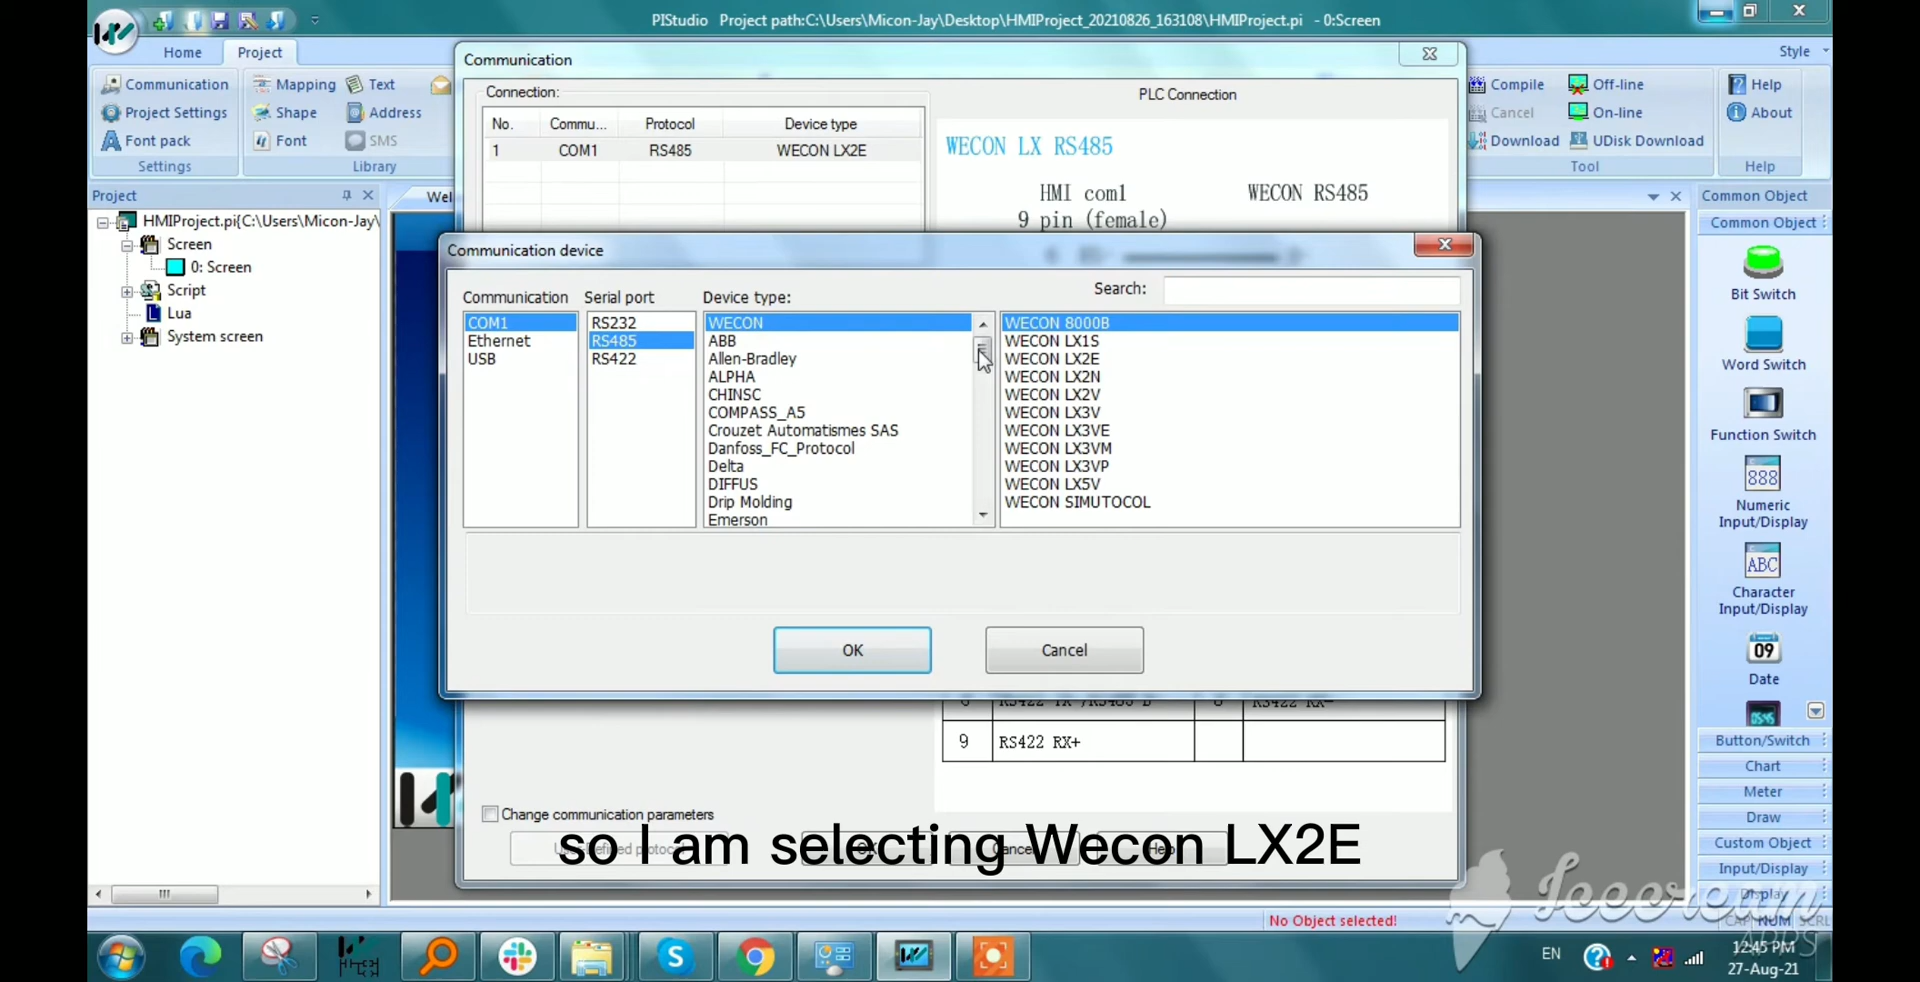 PIStudio Project path:C:\Users\Micon-Jay\Desktop\HMIProject_20210826_163108\HMIProject.pi - 0:Screen
Home
Project
Style
Communication
Project Settings
Font pack
Settings
Mapping
Text
Shape
Address
Font
SMS
Library
Compile
Off-line
Cancel
On-line
Download
UDisk Download
Tool
Help
About
Help
Project
HMIProject.pi{C:\Users\Micon-Jay\
Screen
0: Screen
Script
Lua
System screen
Wel
Communication
Connection:
No.
Commu...
Protocol
Device type
1
COM1
RS485
WECON LX2E
PLC Connection
WECON LX RS485
HMI com1
WECON RS485
9 pin (female)
Communication device
Search:
Communication
Serial port
Device type:
COM1
Ethernet
USB
RS232
RS485
RS422
WECON
ABB
Allen-Bradley
ALPHA
CHINSC
COMPASS_A5
Crouzet Automatismes SAS
Danfoss_FC_Protocol
Delta
DIFFUS
Drip Molding
Emerson
WECON 8000B
WECON LX1S
WECON LX2E
WECON LX2N
WECON LX2V
WECON LX3V
WECON LX3VE
WECON LX3VM
WECON LX3VP
WECON LX5V
WECON SIMUTOCOL
OK
Cancel
9
RS422 RX+
Change communication parameters
so I am selecting Wecon LX2E
Common Object
Common Object
Bit Switch
Word Switch
Function Switch
888
Numeric
Input/Display
ABC
Character
Input/Display
09
Date
Button/Switch
Chart
Meter
Draw
Custom Object
Input/Display
Display
No Object selected!
CAP NUM SCRL
Icecream
APPS
EN
12:45 PM
27-Aug-21